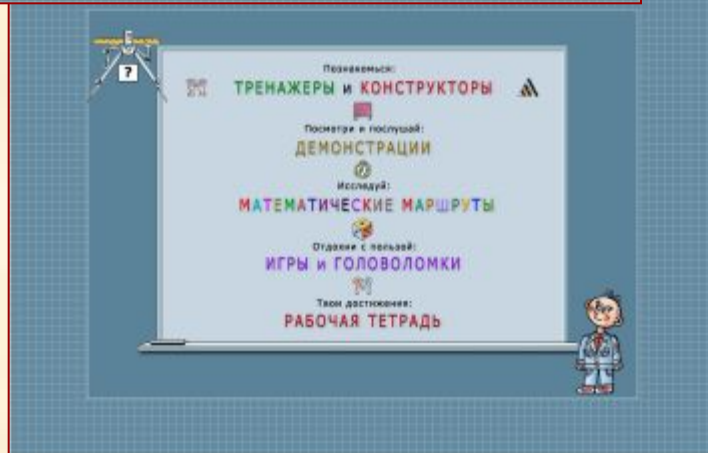 ?
Познакомься:
ТРЕНАЖЕРЫ и КОНСТРУКТОРЫ
Посмотри и послушай:
ДЕМОНСТРАЦИИ
Исследуй:
МАТЕМАТИЧЕСКИЕ МАРШРУТЫ
Отдохни с пользой:
ИГРЫ и ГОЛОВОЛОМКИ
Твои достижения:
РАБОЧАЯ ТЕТРАДЬ